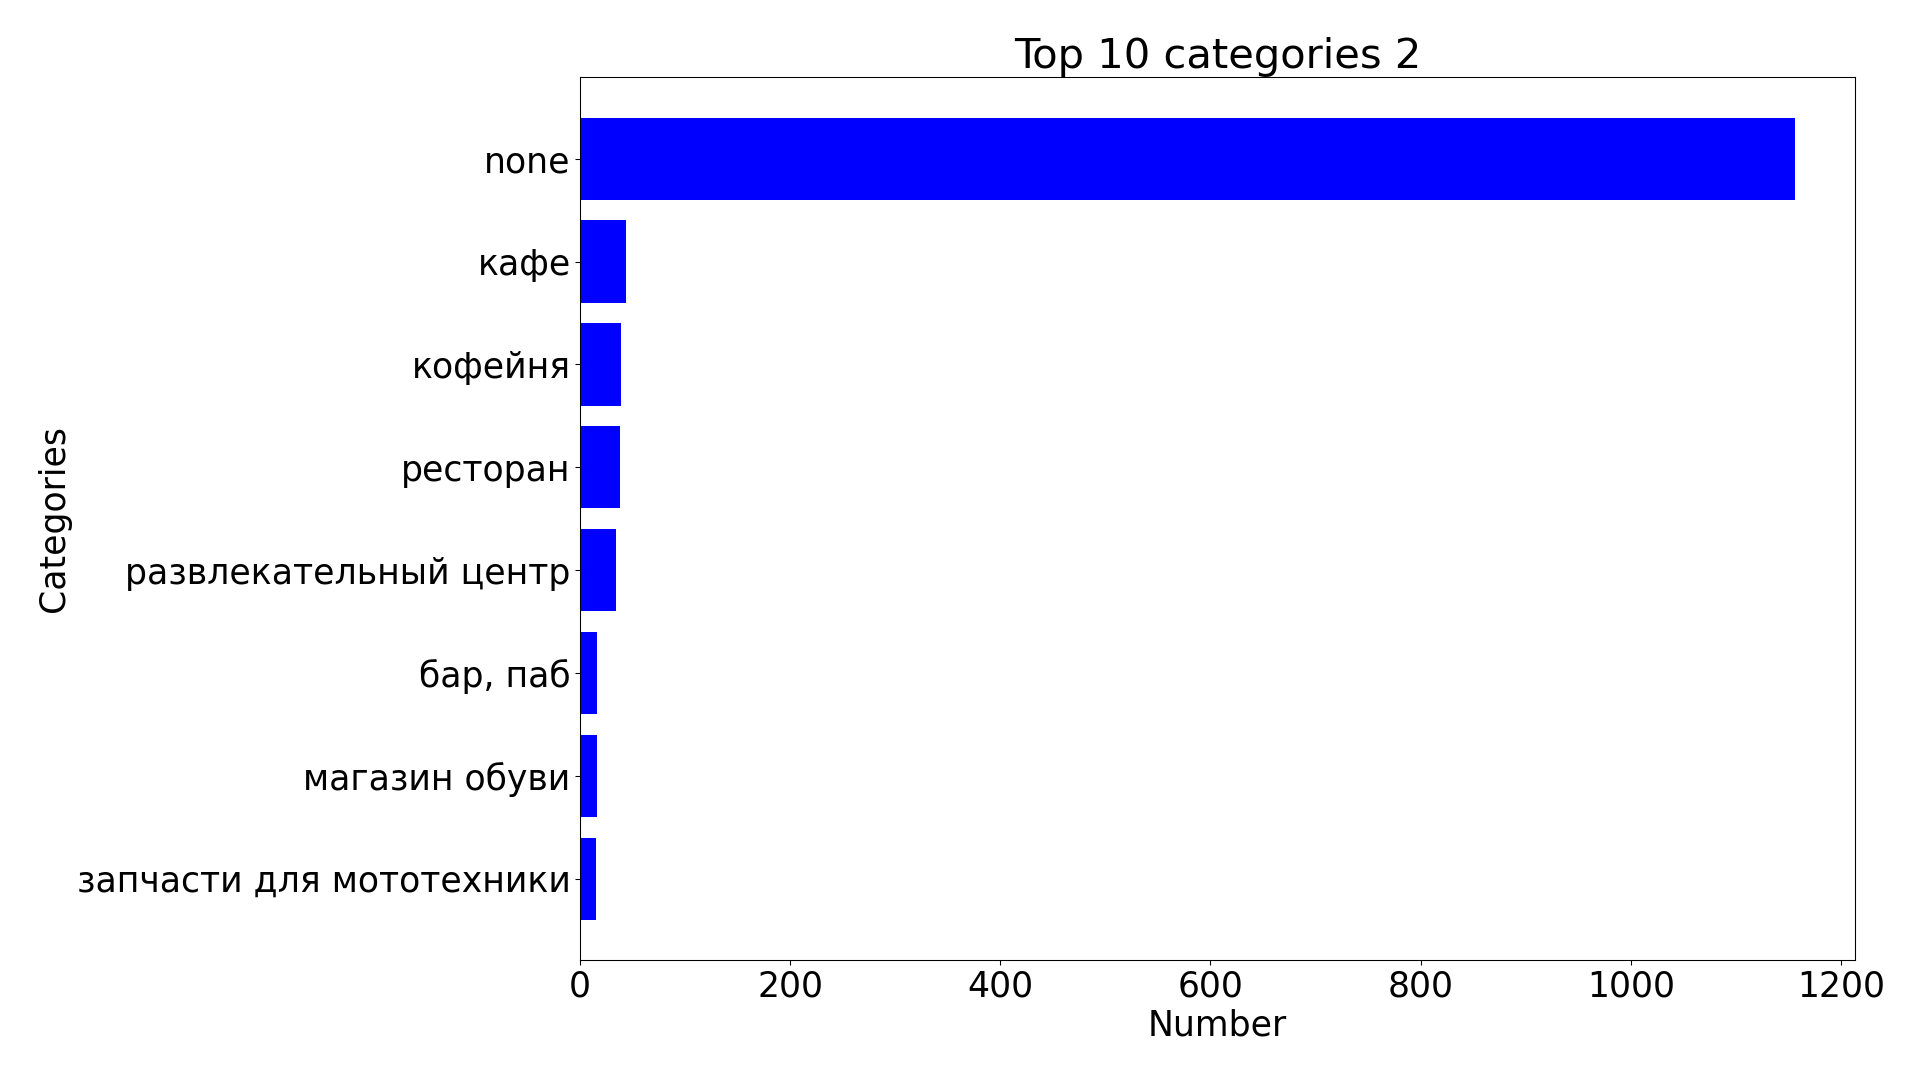 Top 10 categories 2
none
кафе
кофейня
ресторан
развлекательный центр
бар, паб
магазин обуви
запчасти для мототехники
Categories
0 200 400 600 800 1000 1200
Number